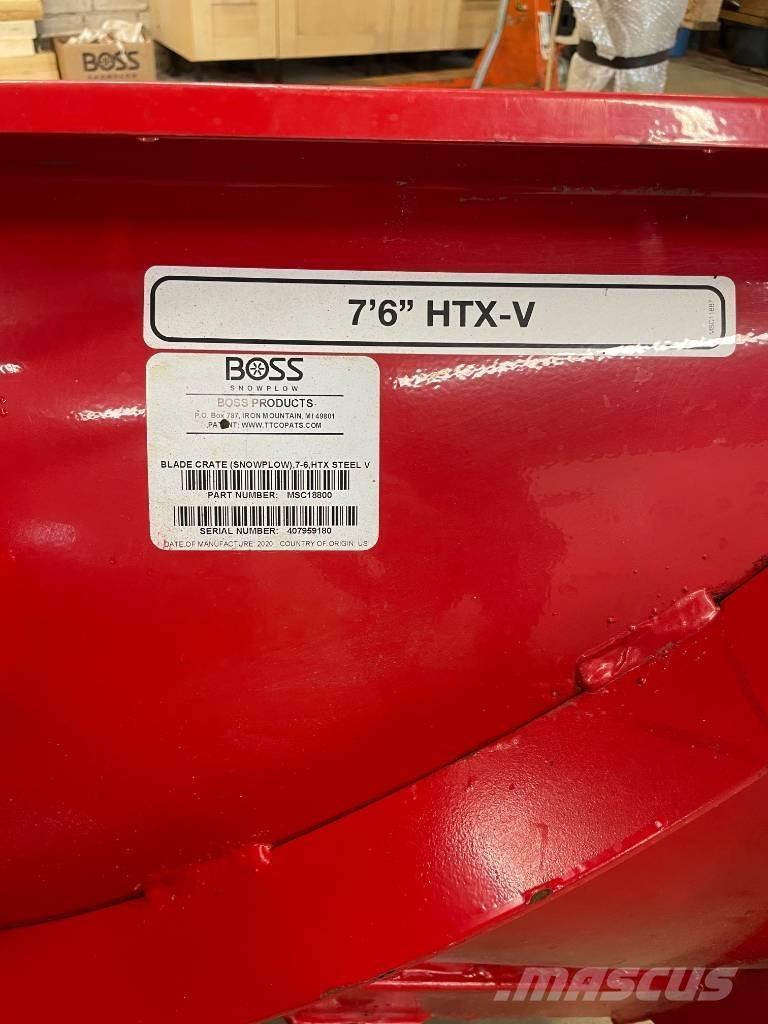 BOSS
SNOWPLOW
7'6" HTX-V
MSC11887
BOSS
SNOWPLOW
BOSS PRODUCTS
P.O. Box 787, IRON MOUNTAIN, MI 49801
PATENT: WWW.TTCOPATS.COM
BLADE CRATE (SNOWPLOW),7-6,HTX STEEL V
PART NUMBER: MSC18800
SERIAL NUMBER: 407959180
DATE OF MANUFACTURE: 2020 COUNTRY OF ORIGIN: US
MASCUS